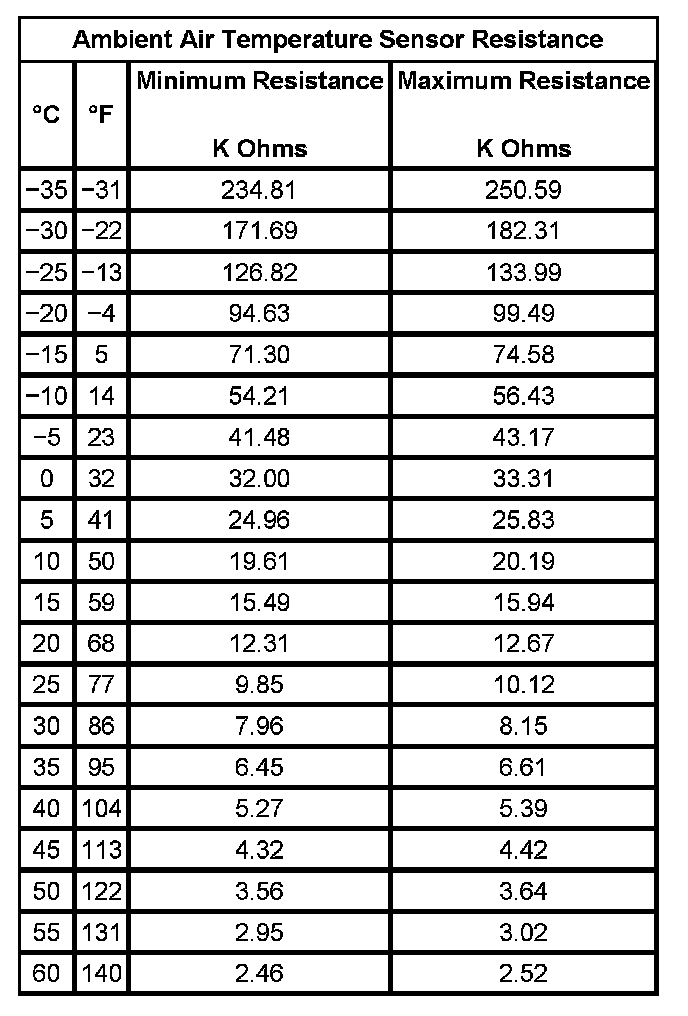 Ambient Air Temperature Sensor Resistance
°C °F Minimum Resistance Maximum Resistance
K Ohms K Ohms
−35 −31 234.81 250.59
−30 −22 171.69 182.31
−25 −13 126.82 133.99
−20 −4 94.63 99.49
−15 5 71.30 74.58
−10 14 54.21 56.43
−5 23 41.48 43.17
0 32 32.00 33.31
5 41 24.96 25.83
10 50 19.61 20.19
15 59 15.49 15.94
20 68 12.31 12.67
25 77 9.85 10.12
30 86 7.96 8.15
35 95 6.45 6.61
40 104 5.27 5.39
45 113 4.32 4.42
50 122 3.56 3.64
55 131 2.95 3.02
60 140 2.46 2.52